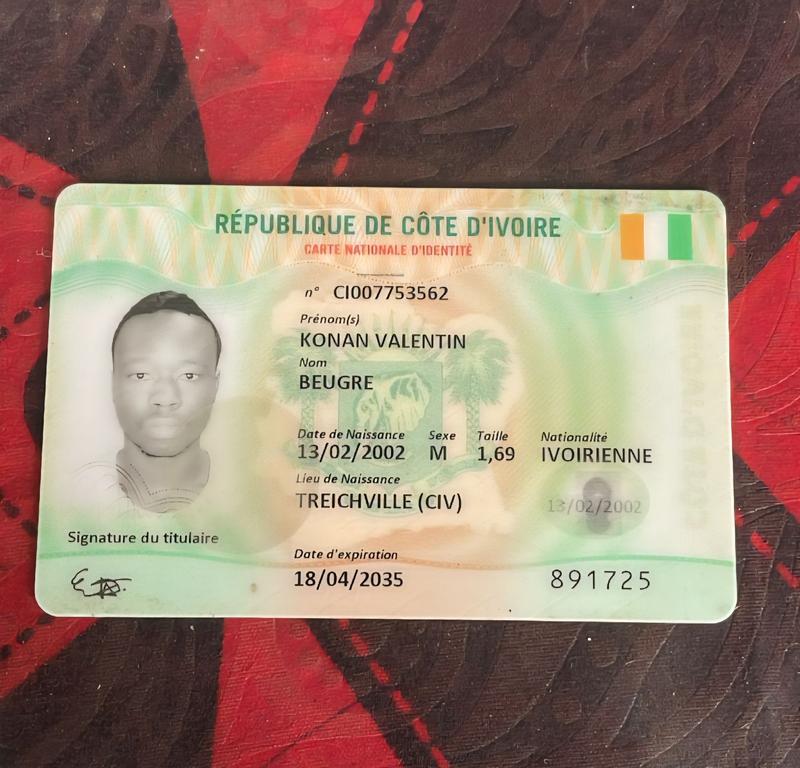 RÉPUBLIQUE DE CÔTE D'IVOIRE
CARTE NATIONALE D'IDENTITÉ
n° CI007753562
Prénom(s)
KONAN VALENTIN
Nom
BEUGRE
Date de Naissance Sexe Taille Nationalité
13/02/2002 M 1,69 IVOIRIENNE
Lieu de Naissance
TREICHVILLE (CIV)
13/02/2002
Signature du titulaire
Date d'expiration
18/04/2035
891725